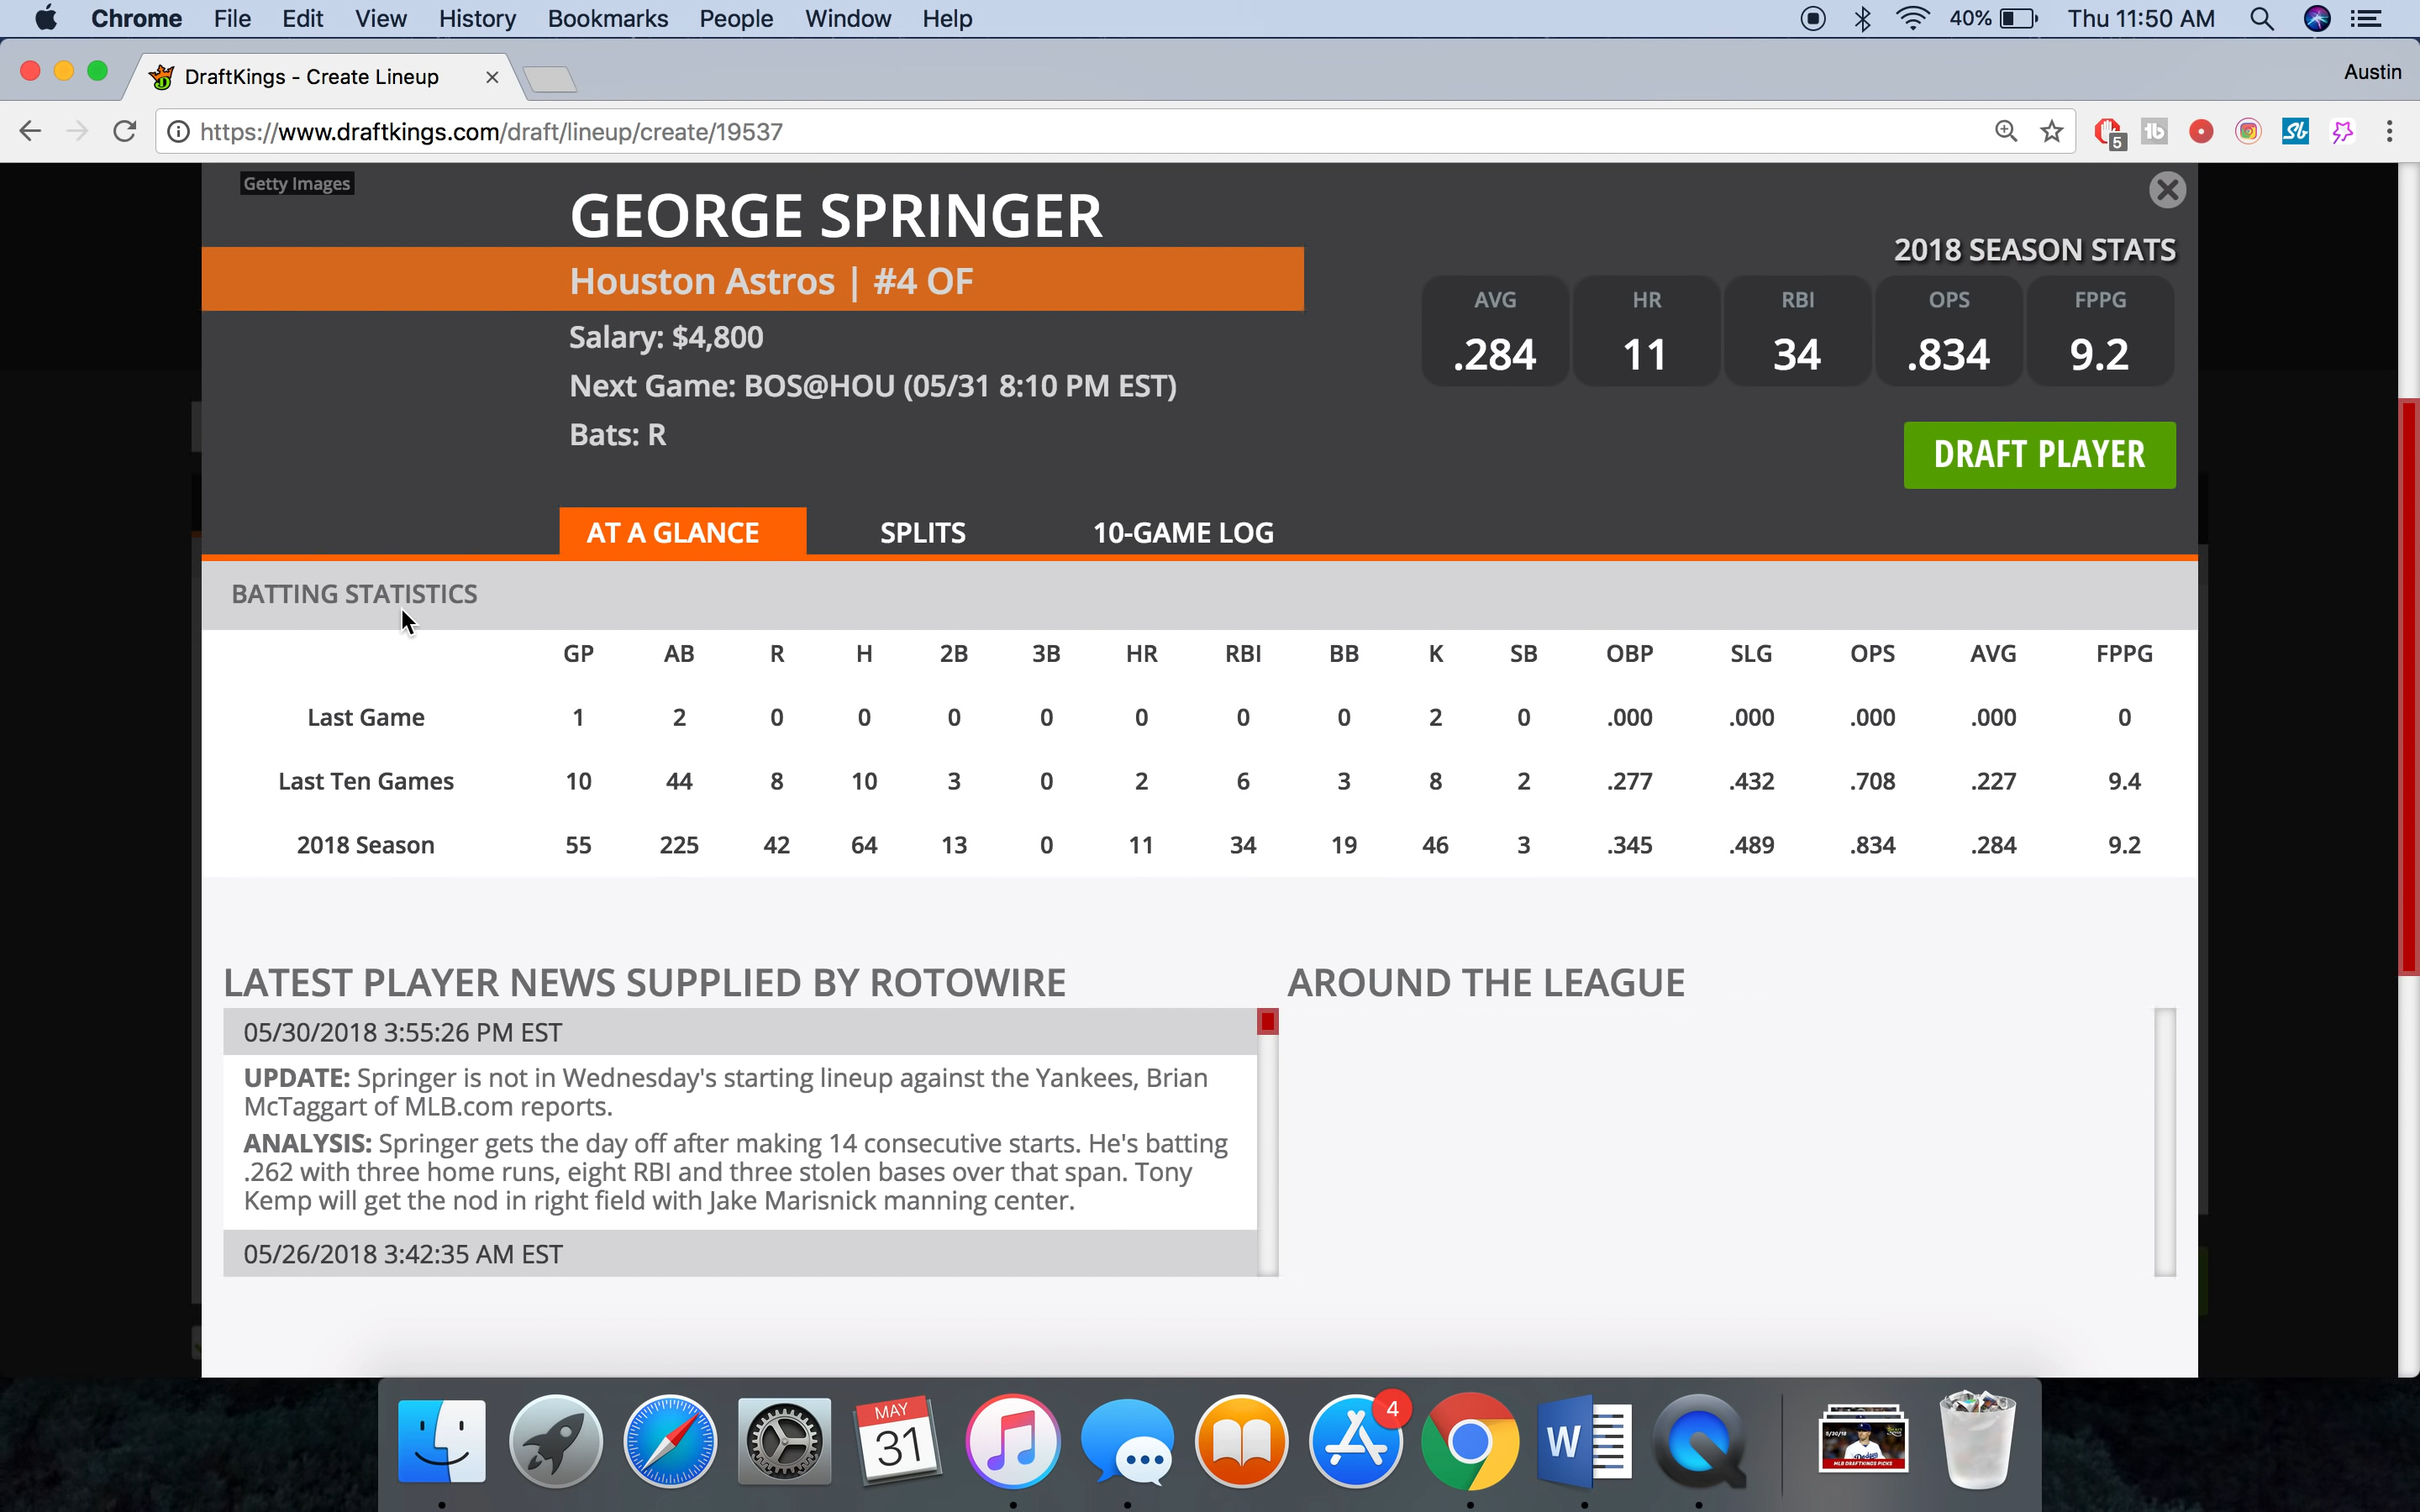 Chrome File Edit View History Bookmarks People Window Help 40% Thu 11:50 AM
DraftKings - Create Lineup
Austin
https://www.draftkings.com/draft/lineup/create/19537
5
Getty Images
GEORGE SPRINGER
Houston Astros | #4 OF
Salary: $4,800
Next Game: BOS@HOU (05/31 8:10 PM EST)
Bats: R
2018 SEASON STATS
AVG HR RBI OPS FPPG
.284 11 34 .834 9.2
DRAFT PLAYER
AT A GLANCE SPLITS 10-GAME LOG
BATTING STATISTICS
GP AB R H 2B 3B HR RBI BB K SB OBP SLG OPS AVG FPPG
Last Game 1 2 0 0 0 0 0 0 0 2 0 .000 .000 .000 .000 0
Last Ten Games 10 44 8 10 3 0 2 6 3 8 2 .277 .432 .708 .227 9.4
2018 Season 55 225 42 64 13 0 11 34 19 46 3 .345 .489 .834 .284 9.2
LATEST PLAYER NEWS SUPPLIED BY ROTOWIRE
05/30/2018 3:55:26 PM EST
UPDATE: Springer is not in Wednesday's starting lineup against the Yankees, Brian
McTaggart of MLB.com reports.
ANALYSIS: Springer gets the day off after making 14 consecutive starts. He's batting
.262 with three home runs, eight RBI and three stolen bases over that span. Tony
Kemp will get the nod in right field with Jake Marisnick manning center.
05/26/2018 3:42:35 AM EST
AROUND THE LEAGUE
MAY
31
4
W
5/30/18
Dodgers
MLB DRAFTKINGS PICKS